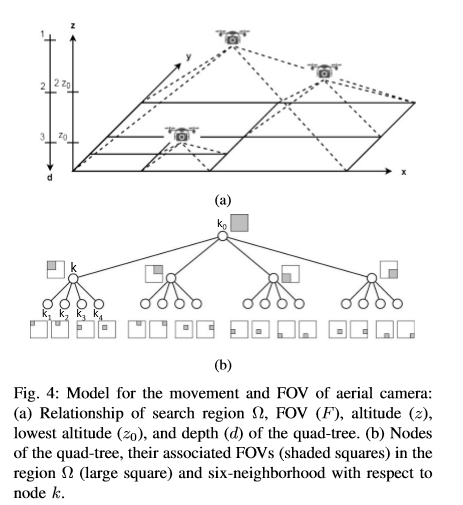 z
1
y
2 2 z₀
3 z₀
d
x
(a)
k₀
k
k₁ k₂ k₃ k₄
(b)
Fig. 4: Model for the movement and FOV of aerial camera:
(a) Relationship of search region Ω, FOV (F), altitude (z),
lowest altitude (z₀), and depth (d) of the quad-tree. (b) Nodes
of the quad-tree, their associated FOVs (shaded squares) in the
region Ω (large square) and six-neighborhood with respect to
node k.